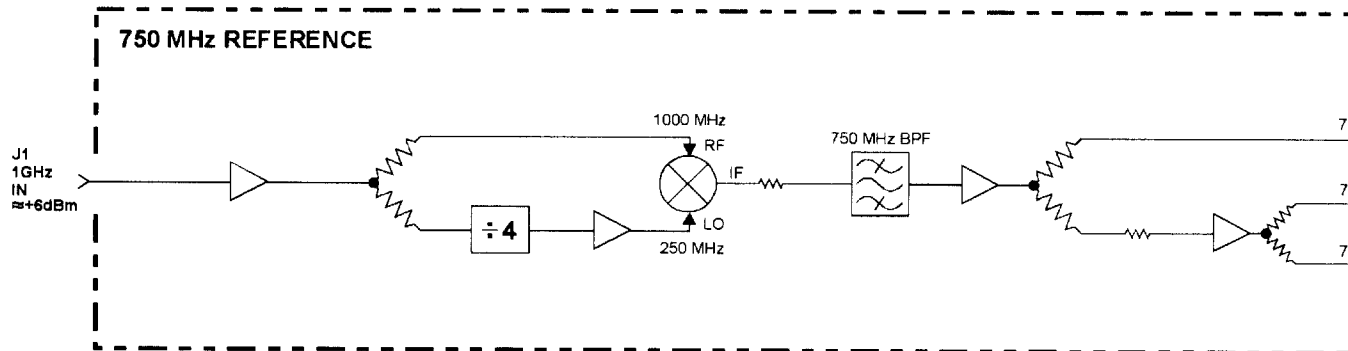 750 MHz REFERENCE
J1
1GHz
IN
≈+6dBm
1000 MHz
RF
IF
LO
250 MHz
÷4
750 MHz BPF
7
7
7